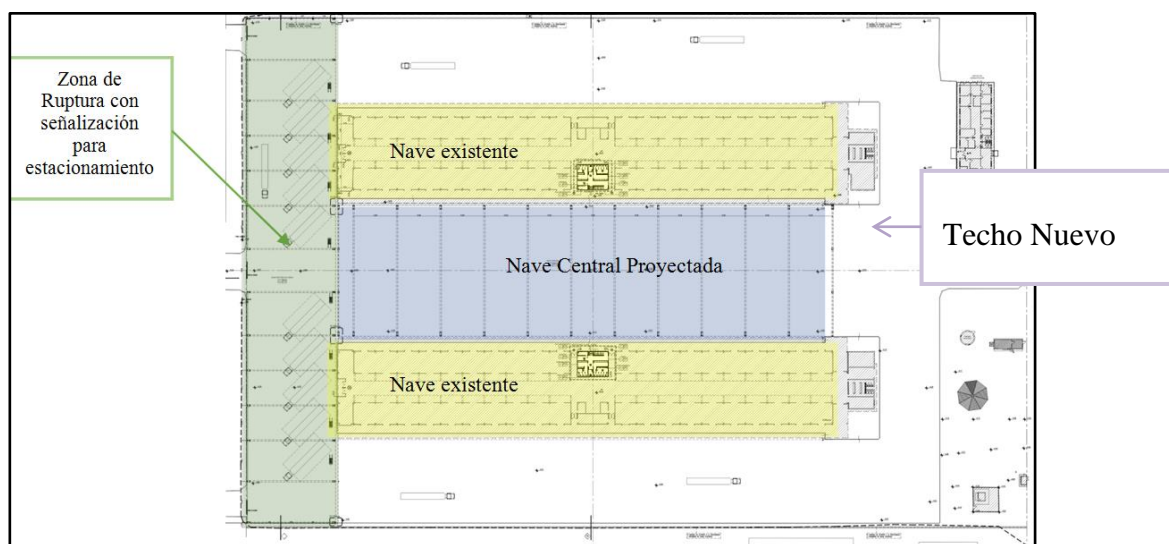 Zona de
Ruptura con
señalización
para
estacionamiento
Nave existente
Techo Nuevo
Nave Central Proyectada
Nave existente